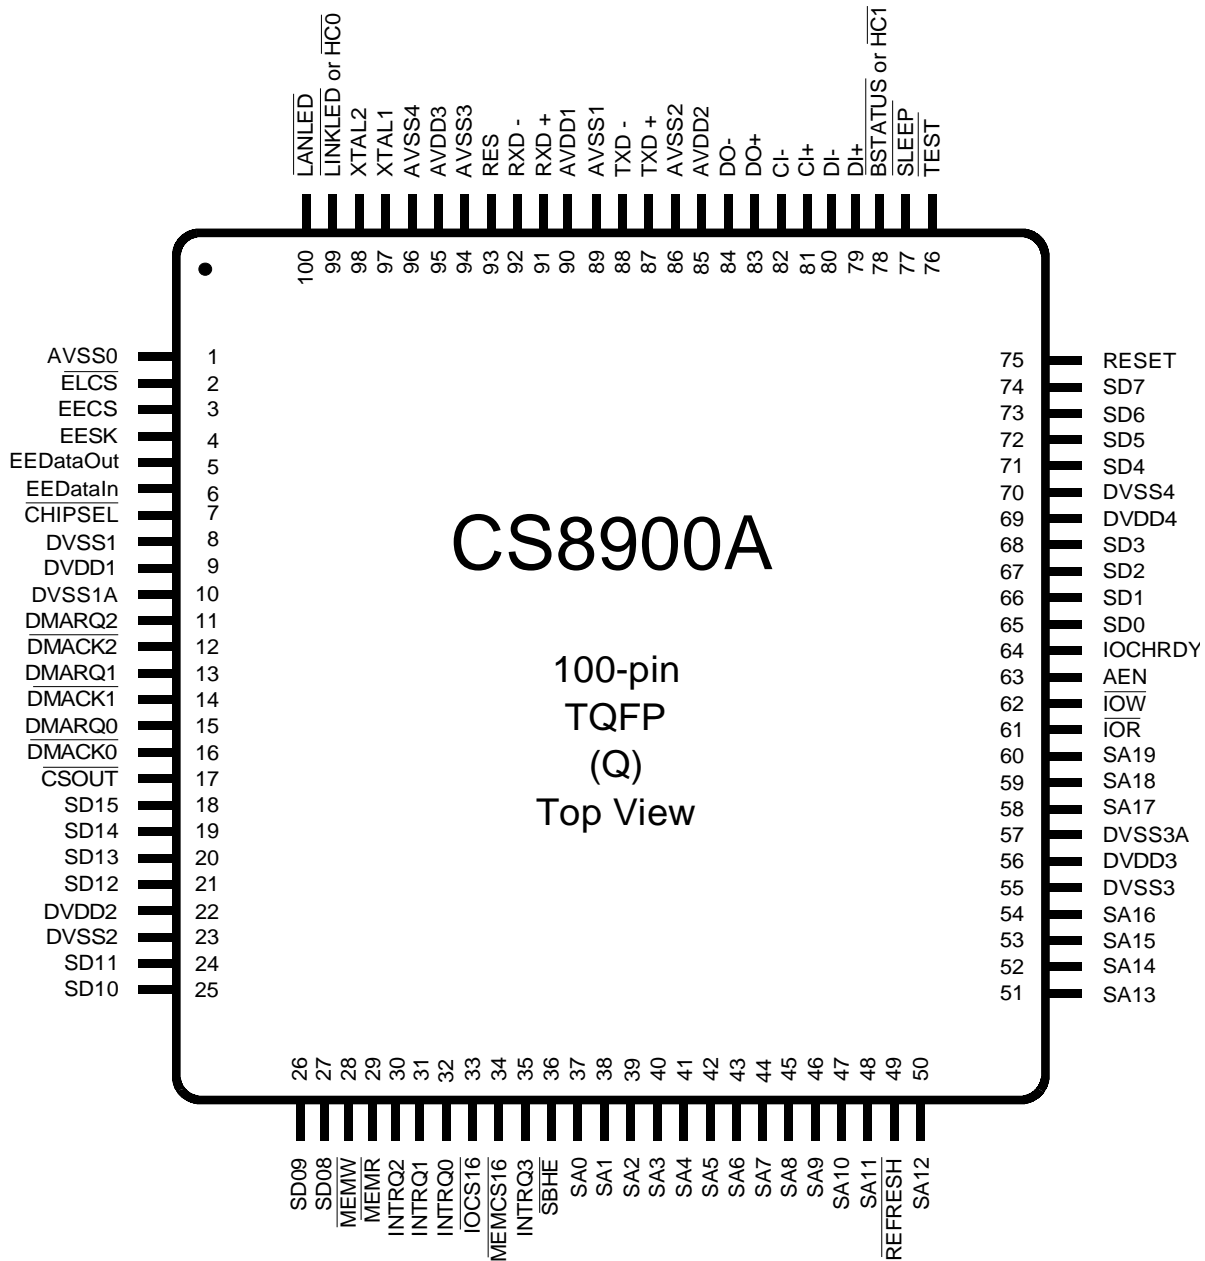 LANLED
LINKLED or HC0
XTAL2
XTAL1
AVSS4
AVDD3
AVSS3
RES
RXD -
RXD +
AVDD1
AVSS1
TXD -
TXD +
AVSS2
AVDD2
DO-
DO+
CI-
CI+
DI-
DI+
BSTATUS or HC1
SLEEP
TEST
100
99
98
97
96
95
94
93
92
91
90
89
88
87
86
85
84
83
82
81
80
79
78
77
76
AVSS0 1
ELCS 2
EECS 3
EESK 4
EEDataOut 5
EEDataIn 6
CHIPSEL 7
DVSS1 8
DVDD1 9
DVSS1A 10
DMARQ2 11
DMACK2 12
DMARQ1 13
DMACK1 14
DMARQ0 15
DMACK0 16
CSOUT 17
SD15 18
SD14 19
SD13 20
SD12 21
DVDD2 22
DVSS2 23
SD11 24
SD10 25
CS8900A
100-pin
TQFP
(Q)
Top View
75 RESET
74 SD7
73 SD6
72 SD5
71 SD4
70 DVSS4
69 DVDD4
68 SD3
67 SD2
66 SD1
65 SD0
64 IOCHRDY
63 AEN
62 IOW
61 IOR
60 SA19
59 SA18
58 SA17
57 DVSS3A
56 DVDD3
55 DVSS3
54 SA16
53 SA15
52 SA14
51 SA13
26
27
28
29
30
31
32
33
34
35
36
37
38
39
40
41
42
43
44
45
46
47
48
49
50
SD09
SD08
MEMW
MEMR
INTRQ2
INTRQ1
INTRQ0
IOCS16
MEMCS16
INTRQ3
SBHE
SA0
SA1
SA2
SA3
SA4
SA5
SA6
SA7
SA8
SA9
SA10
SA11
REFRESH
SA12